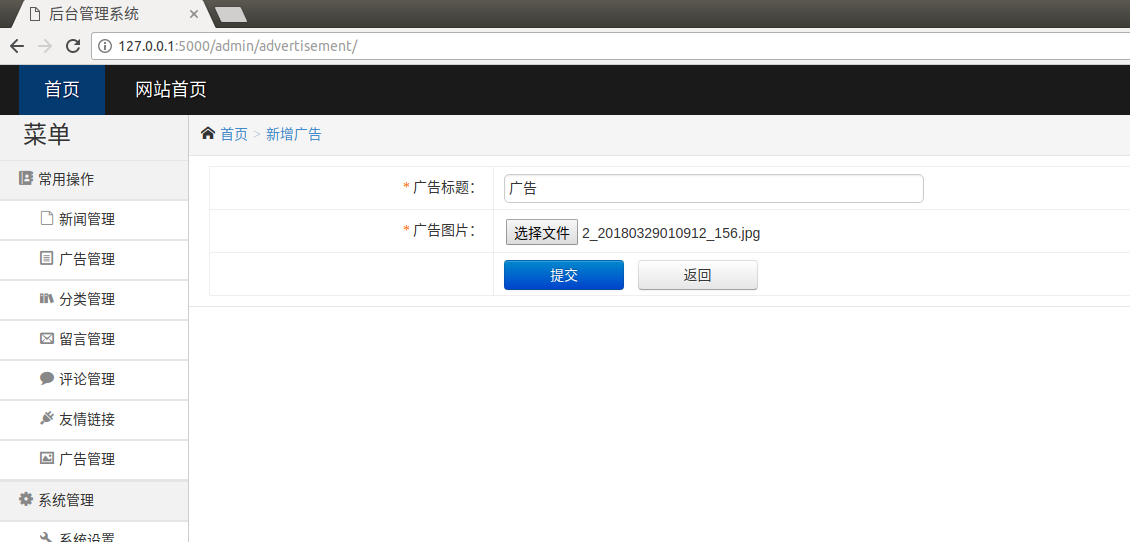 后台管理系统
127.0.0.1:5000/admin/advertisement/
首页 网站首页
菜单
首页 > 新增广告
常用操作
新闻管理
广告管理
分类管理
留言管理
评论管理
友情链接
广告管理
系统管理
系统设置
* 广告标题： 广告
* 广告图片： 选择文件 2_20180329010912_156.jpg
提交 返回